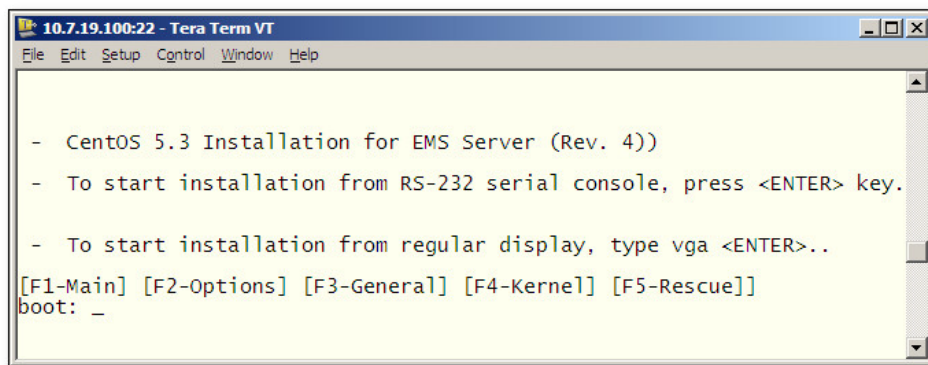 10.7.19.100:22 - Tera Term VT
File Edit Setup Control Window Help
- CentOS 5.3 Installation for EMS Server (Rev. 4))
- To start installation from RS-232 serial console, press <ENTER> key.
- To start installation from regular display, type vga <ENTER>..
[F1-Main] [F2-Options] [F3-General] [F4-Kernel] [F5-Rescue]]
boot: _